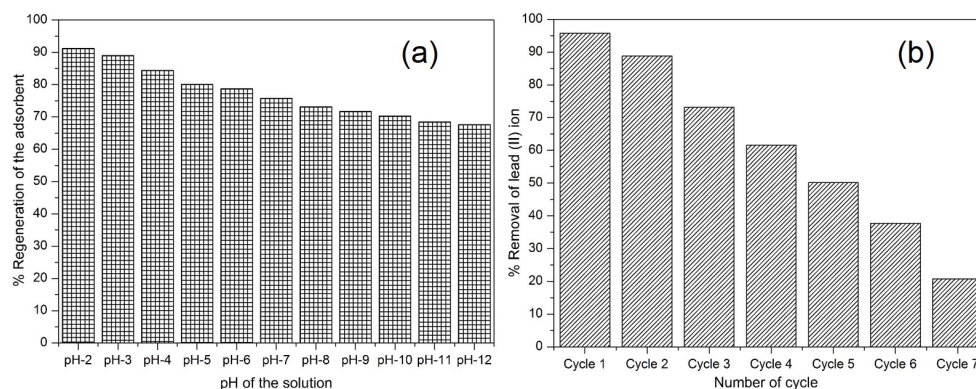 (a)
% Regeneration of the adsorbent
100
90
80
70
60
50
40
30
20
10
0
pH-2 pH-3 pH-4 pH-5 pH-6 pH-7 pH-8 pH-9 pH-10 pH-11 pH-12
pH of the solution
(b)
% Removal of lead (II) ion
100
90
80
70
60
50
40
30
20
10
0
Cycle 1 Cycle 2 Cycle 3 Cycle 4 Cycle 5 Cycle 6 Cycle 7
Number of cycle